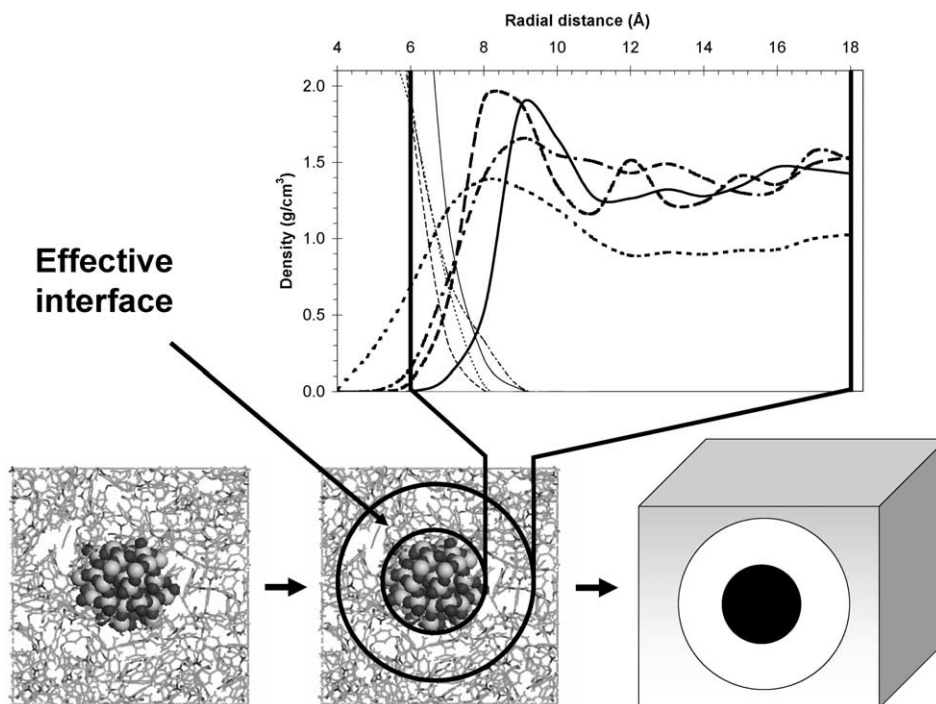 Radial distance (Å)
4 6 8 10 12 14 16 18
2.0
1.5
1.0
0.5
0.0
Density (g/cm³)
Effective
interface